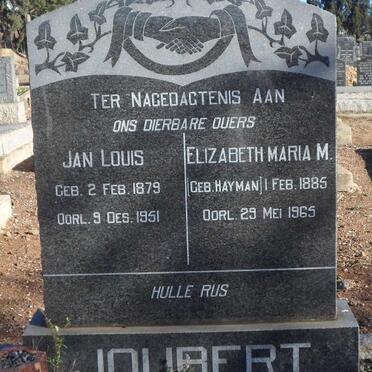 TER NAGEDAGTENIS AAN
ONS DIERBARE OUERS
JAN LOUIS
GEB. 2 FEB. 1879
OORL. 9 DES. 1951
ELIZABETH MARIA M.
(GEB. HAYMAN) 1 FEB. 1885
OORL. 29 MEI 1965
HULLE RUS
JOUBERT